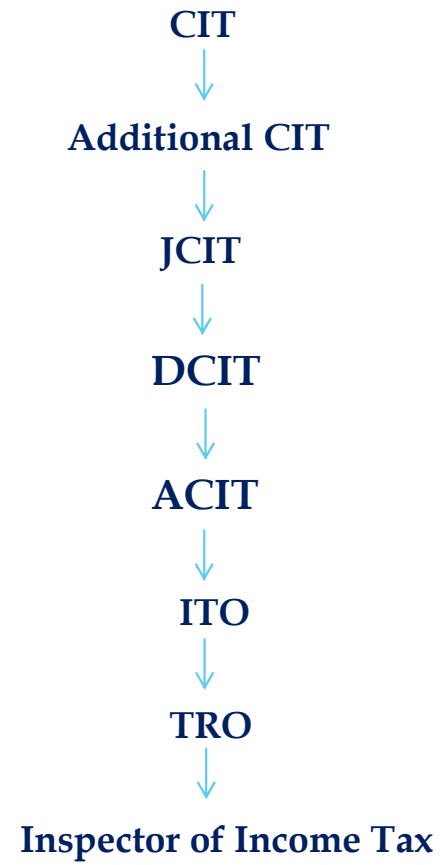 CIT
Additional CIT
JCIT
DCIT
ACIT
ITO
TRO
Inspector of Income Tax